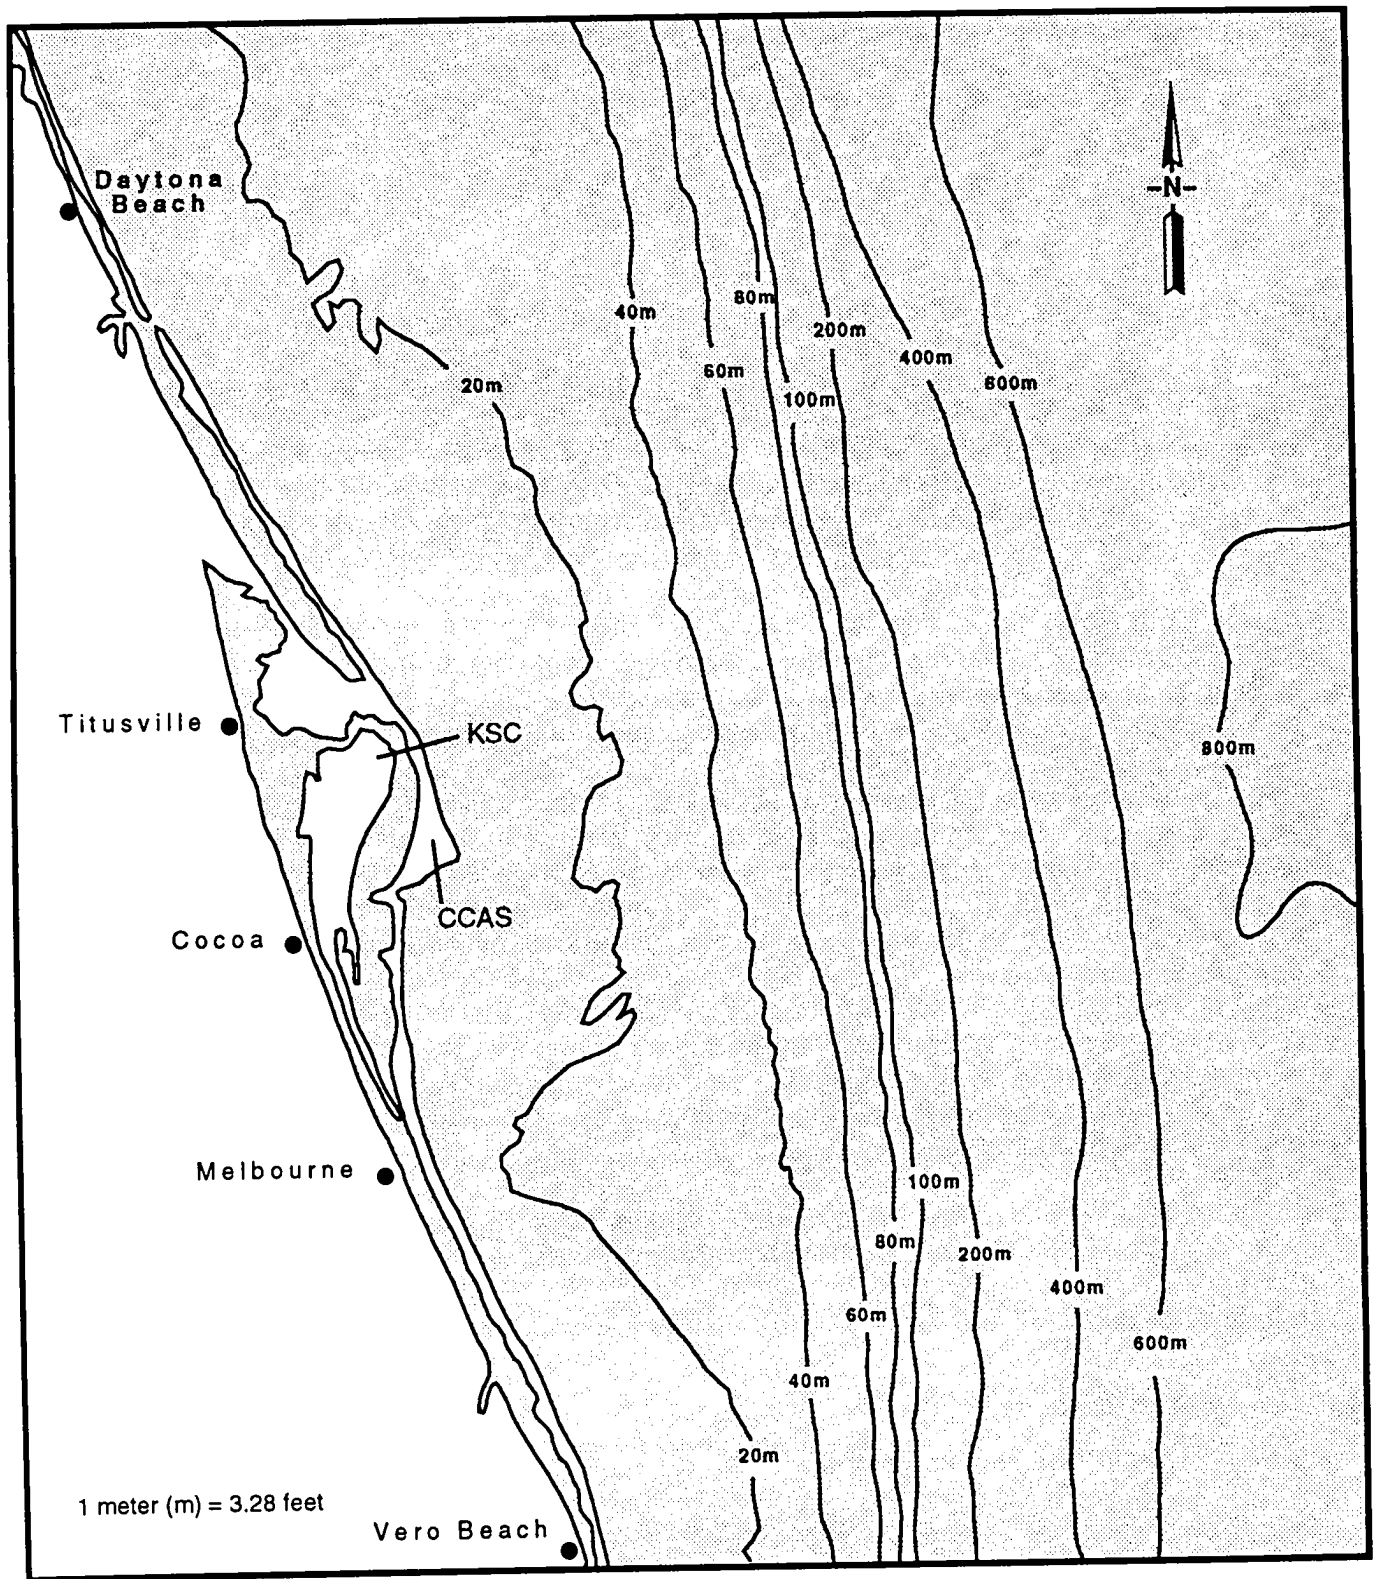 Daytona
Beach
-N-
40m
80m
200m
60m
400m
600m
20m
100m
Titusville
KSC
800m
CCAS
Cocoa
Melbourne
100m
80m
200m
400m
60m
600m
40m
20m
1 meter (m) = 3.28 feet
Vero Beach